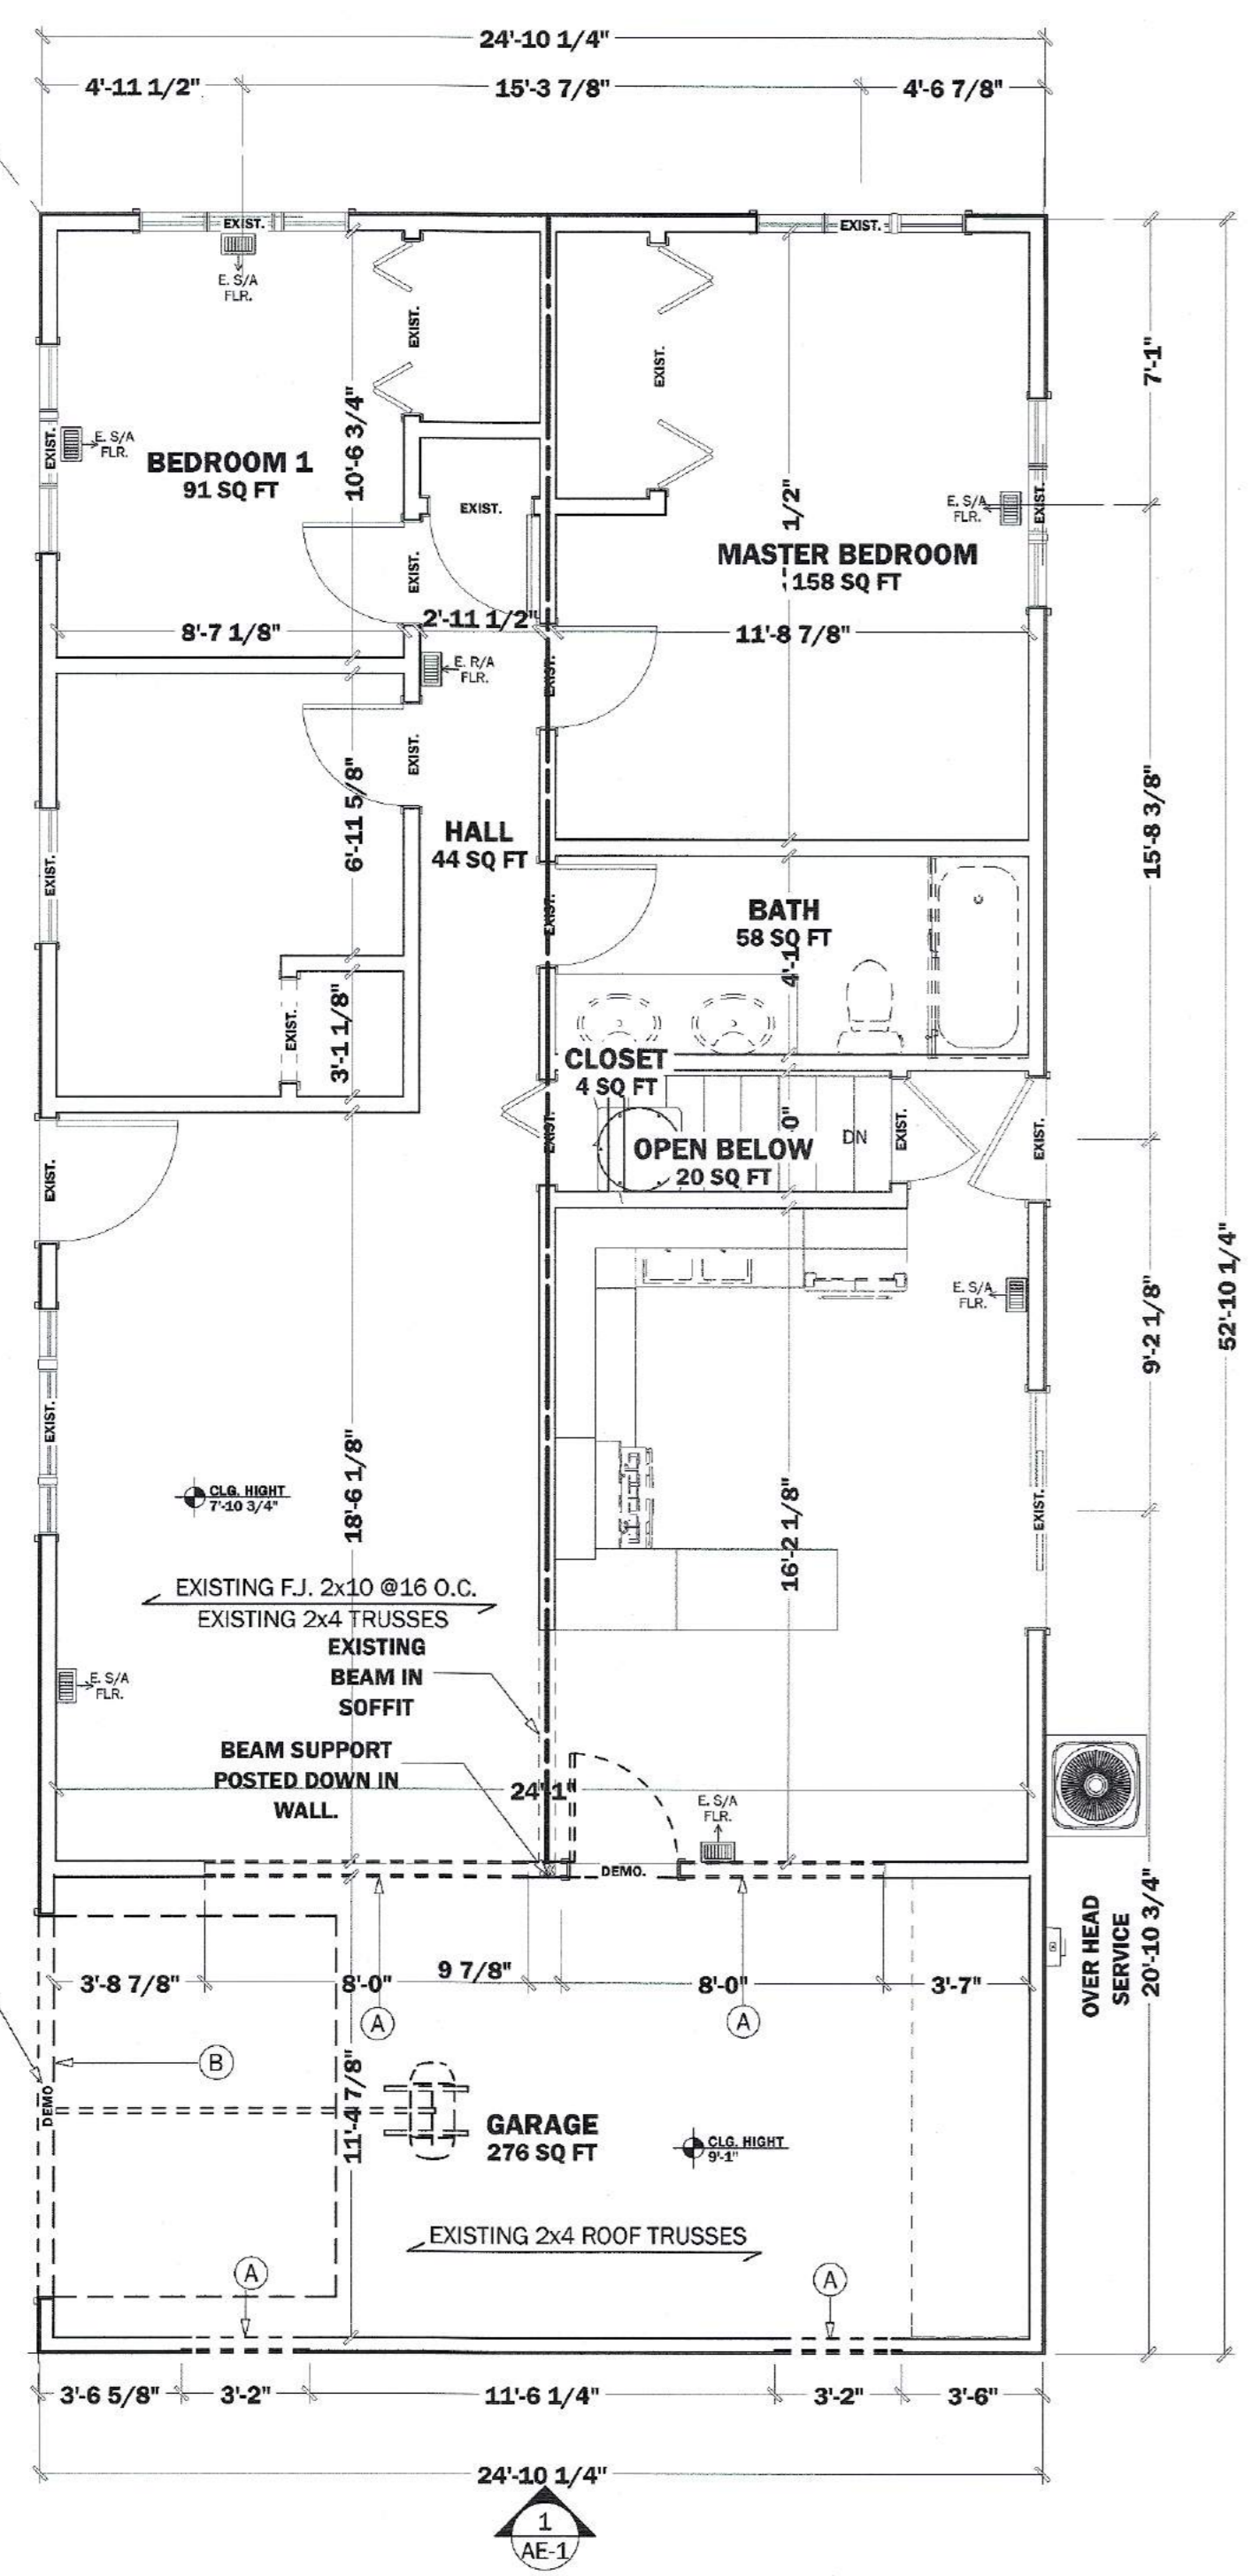 24'-10 1/4"
4'-11 1/2"
15'-3 7/8"
4'-6 7/8"
EXIST.
EXIST.
E. S/A
FLR.
EXIST.
EXIST.
7'-1"
10'-6 3/4"
EXIST.
E. S/A
FLR.
BEDROOM 1
91 SQ FT
EXIST.
1/2"
E. S/A
FLR.
EXIST.
MASTER BEDROOM
158 SQ FT
EXIST.
8'-7 1/8"
2'-11 1/2"
11'-8 7/8"
E. R/A
FLR.
EXIST.
EXIST.
6'-11 5/8"
HALL
44 SQ FT
15'-8 3/8"
EXIST.
EXIST.
BATH
58 SQ FT
4'-1
EXIST.
3'-1 1/8"
CLOSET
4 SQ FT
EXIST.
0"
DN
EXIST.
EXIST.
OPEN BELOW
20 SQ FT
EXIST.
52'-10 1/4"
E. S/A
FLR.
9'-2 1/8"
EXIST.
CLG. HIGHT
7'-10 3/4"
18'-6 1/8"
16'-2 1/8"
EXIST.
EXISTING F.J. 2x10 @16 O.C.
EXISTING 2x4 TRUSSES
EXISTING
BEAM IN
SOFFIT
E. S/A
FLR.
BEAM SUPPORT
POSTED DOWN IN
WALL.
24'-1"
E. S/A
FLR.
DEMO.
OVER HEAD
SERVICE
20'-10 3/4"
3'-8 7/8"
8'-0"
9 7/8"
8'-0"
3'-7"
A
A
B
DEMO
11'-4 7/8"
GARAGE
276 SQ FT
CLG. HIGHT
9'-1"
EXISTING 2x4 ROOF TRUSSES
A
A
3'-6 5/8"
3'-2"
11'-6 1/4"
3'-2"
3'-6"
24'-10 1/4"
1
AE-1